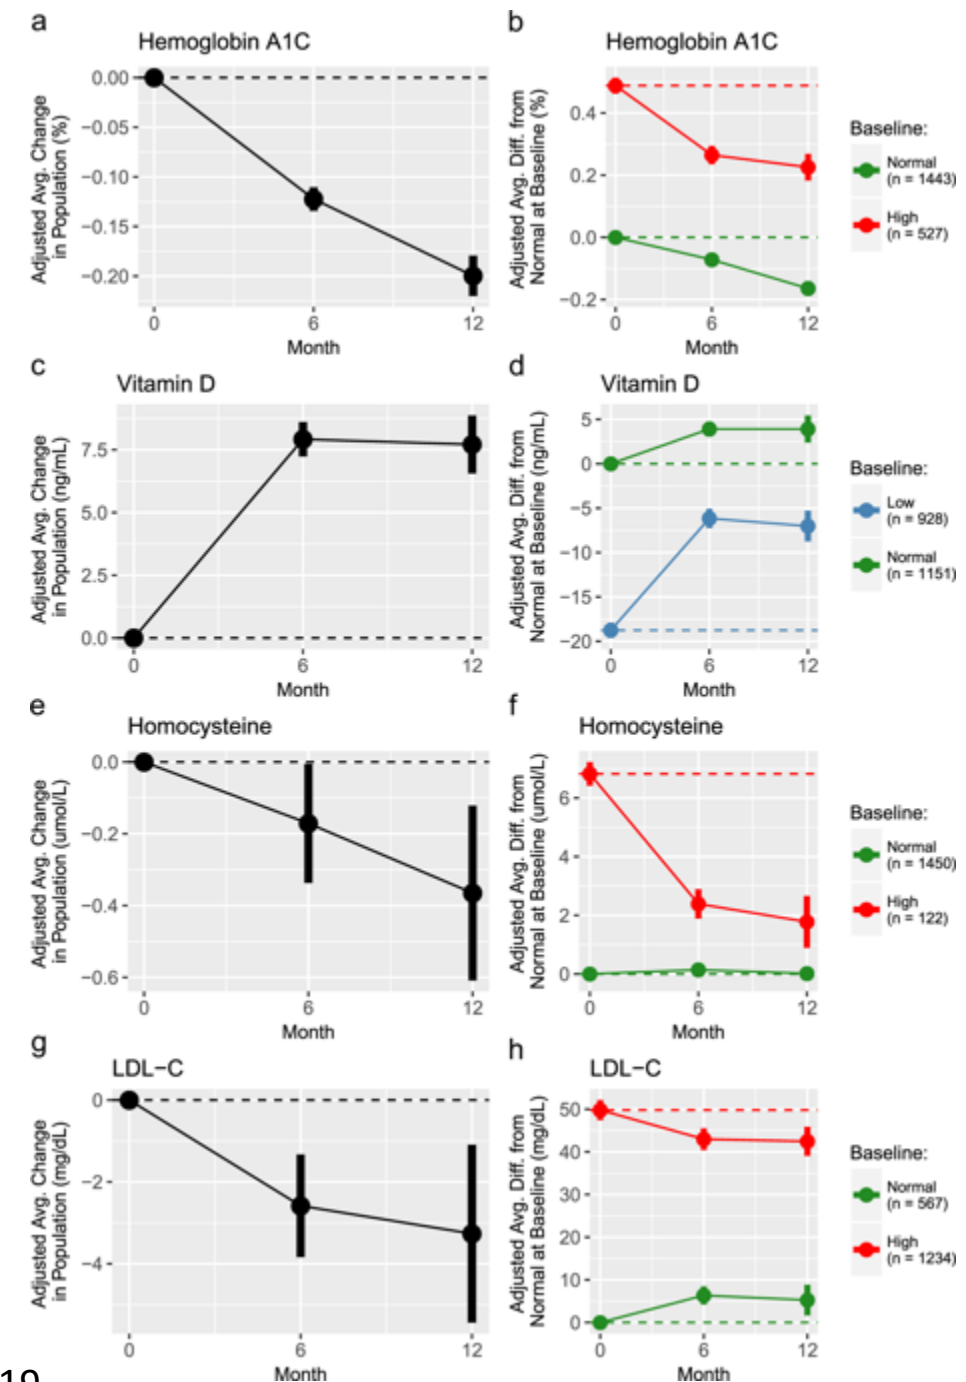 a
Hemoglobin A1C
Adjusted Avg. Change
in Population (%)
0.00
−0.05
−0.10
−0.15
−0.20
0
6
12
Month
b
Hemoglobin A1C
Adjusted Avg. Diff. from
Normal at Baseline (%)
0.4
0.2
0.0
−0.2
0
6
12
Month
Baseline:
Normal
(n = 1443)
High
(n = 527)
c
Vitamin D
Adjusted Avg. Change
in Population (ng/mL)
7.5
5.0
2.5
0.0
0
6
12
Month
d
Vitamin D
Adjusted Avg. Diff. from
Normal at Baseline (ng/mL)
5
0
−5
−10
−15
−20
0
6
12
Month
Baseline:
Low
(n = 928)
Normal
(n = 1151)
e
Homocysteine
Adjusted Avg. Change
in Population (umol/L)
0.0
−0.2
−0.4
−0.6
0
6
12
Month
f
Homocysteine
Adjusted Avg. Diff. from
Normal at Baseline (umol/L)
6
4
2
0
0
6
12
Month
Baseline:
Normal
(n = 1450)
High
(n = 122)
g
LDL−C
Adjusted Avg. Change
in Population (mg/dL)
0
−2
−4
0
6
12
Month
h
LDL−C
Adjusted Avg. Diff. from
Normal at Baseline (mg/dL)
50
40
30
20
10
0
0
6
12
Month
Baseline:
Normal
(n = 567)
High
(n = 1234)
19